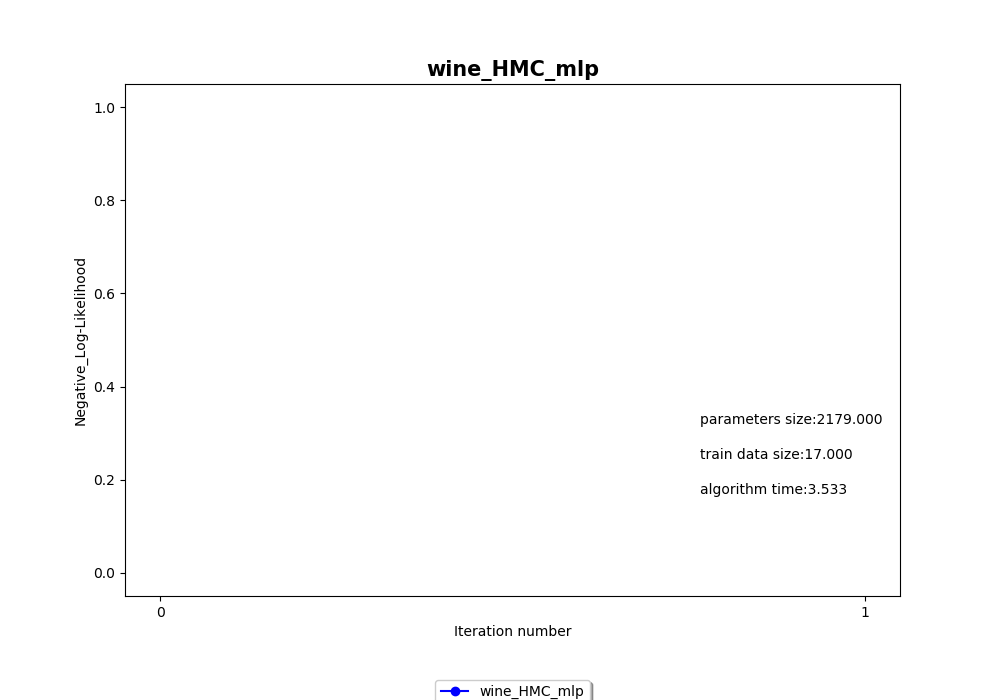 wine_HMC_mlp
1.0
0.8
0.6
0.4
0.2
0.0
Negative_Log-Likelihood
parameters size:2179.000
train data size:17.000
algorithm time:3.533
0 1
Iteration number
wine_HMC_mlp